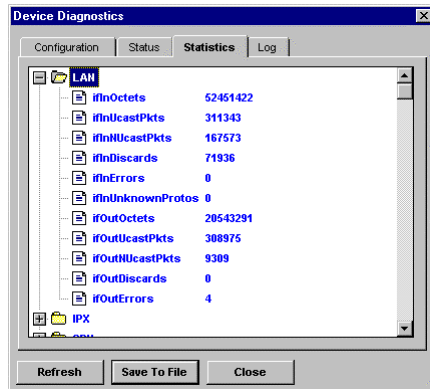 Device Diagnostics
Configuration Status Statistics Log
LAN
ifInOctets 52451422
ifInUcastPkts 311343
ifInNUcastPkts 167573
ifInDiscards 71936
ifInErrors 0
ifInUnknownProtos 0
ifOutOctets 20543291
ifOutUcastPkts 308975
ifOutNUcastPkts 9309
ifOutDiscards 0
ifOutErrors 4
IPX
Refresh Save To File Close